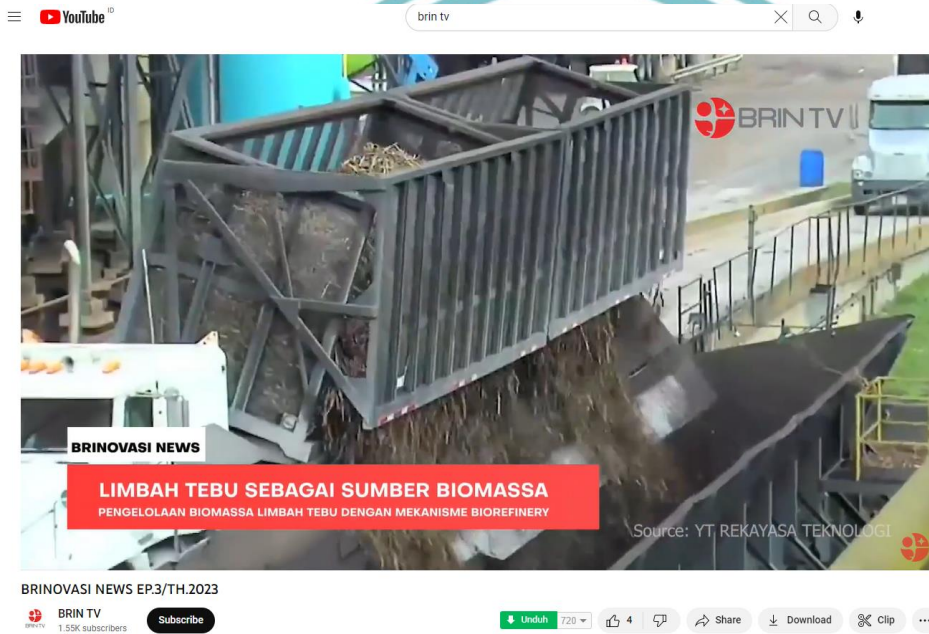 YouTube ID
brin tv
BRIN TV
BRINOVASI NEWS
LIMBAH TEBU SEBAGAI SUMBER BIOMASSA
PENGELOLAAN BIOMASSA LIMBAH TEBU DENGAN MEKANISME BIOREFINERY
Source: YT REKAYASA TEKNOLOGI
BRINOVASI NEWS EP.3/TH.2023
BRIN TV
1.55K subscribers
Subscribe
Unduh 720
4
Share
Download
Clip